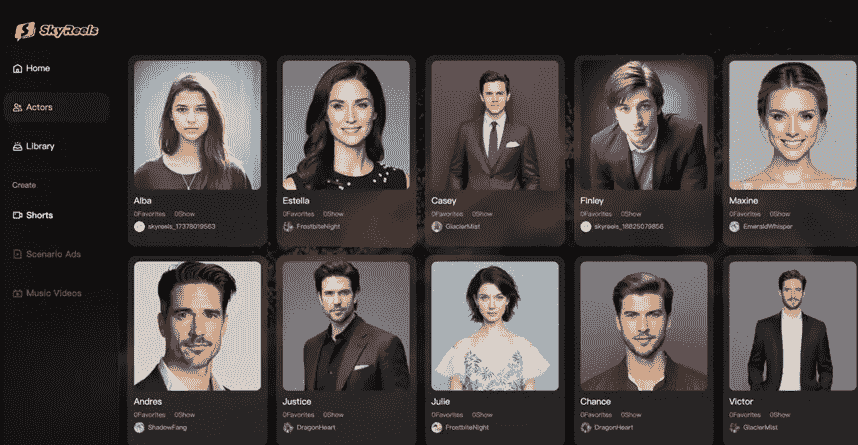 SkyReels
Home
Actors
Library
Create
Shorts
Scenario Ads
Music Videos
Alba
0Favorites 0Show
skyreels_17378019563
Estella
0Favorites 0Show
FrostbiteNight
Casey
0Favorites 0Show
GlacierMist
Finley
0Favorites 0Show
skyreels_16625079856
Maxine
0Favorites 0Show
EmeraldWhisper
Andres
0Favorites 0Show
ShadowFang
Justice
0Favorites 0Show
DragonHeart
Julie
0Favorites 0Show
FrostbiteNight
Chance
0Favorites 0Show
DragonHeart
Victor
0Favorites 0Show
GlacierMist